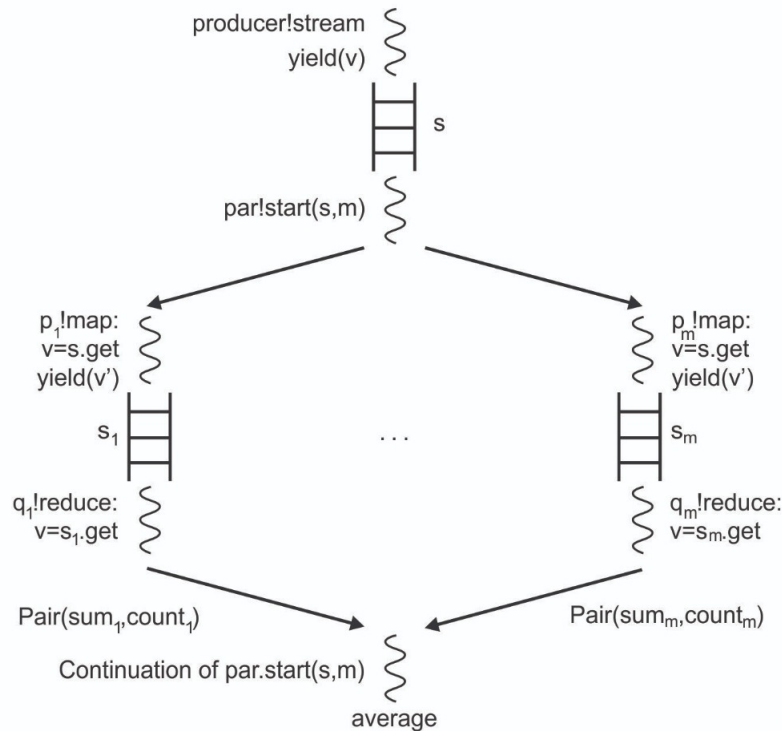 producer!stream
yield(v)
s
par!start(s,m)
p₁!map:
v=s.get
yield(v')
pₘ!map:
v=s.get
yield(v')
s₁
...
sₘ
q₁!reduce:
v=s₁.get
qₘ!reduce:
v=sₘ.get
Pair(sum₁,count₁)
Pair(sumₘ,countₘ)
Continuation of par.start(s,m)
average